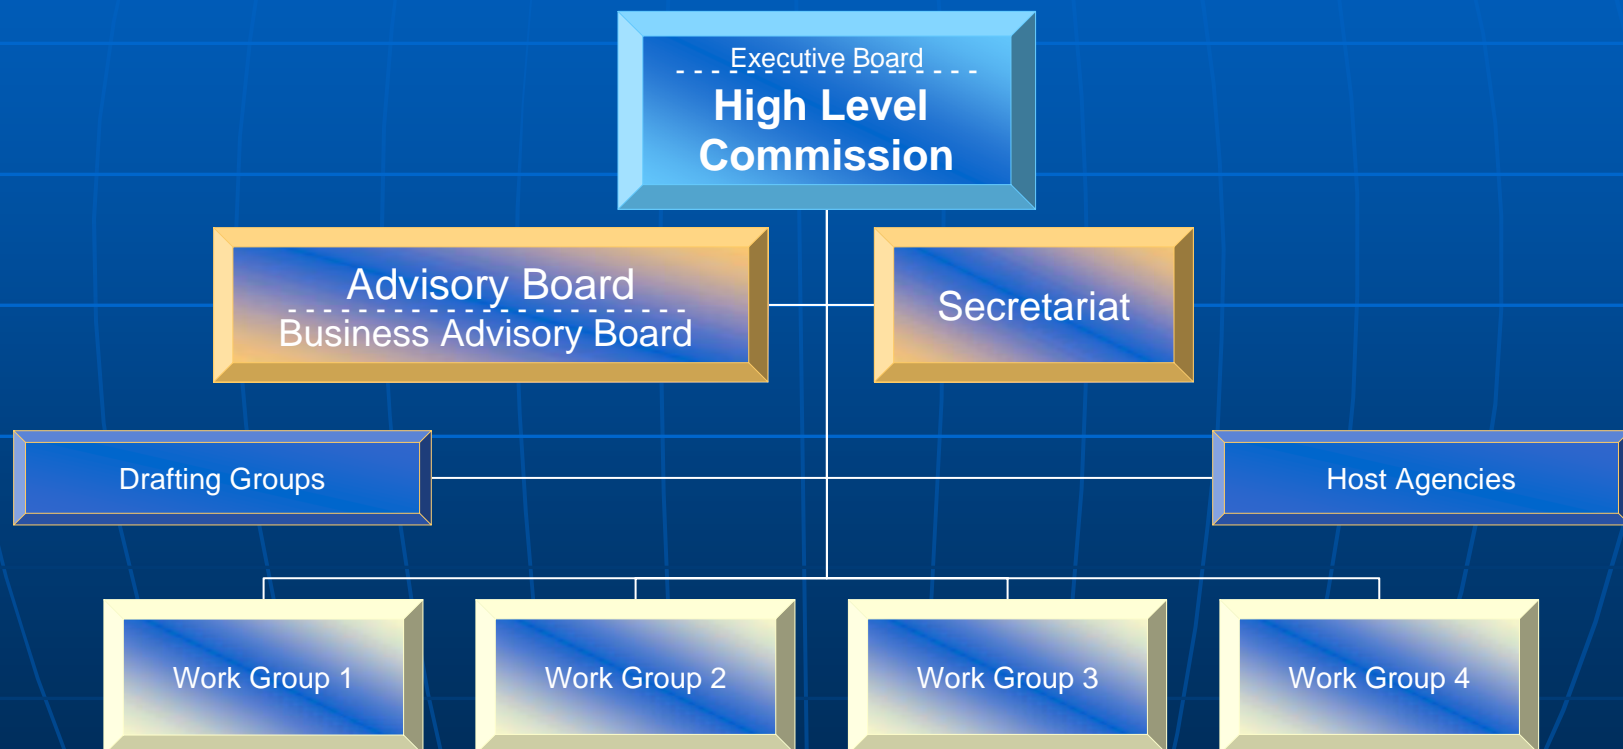 Executive Board
High Level
Commission
Advisory Board
Business Advisory Board
Secretariat
Drafting Groups
Host Agencies
Work Group 1
Work Group 2
Work Group 3
Work Group 4